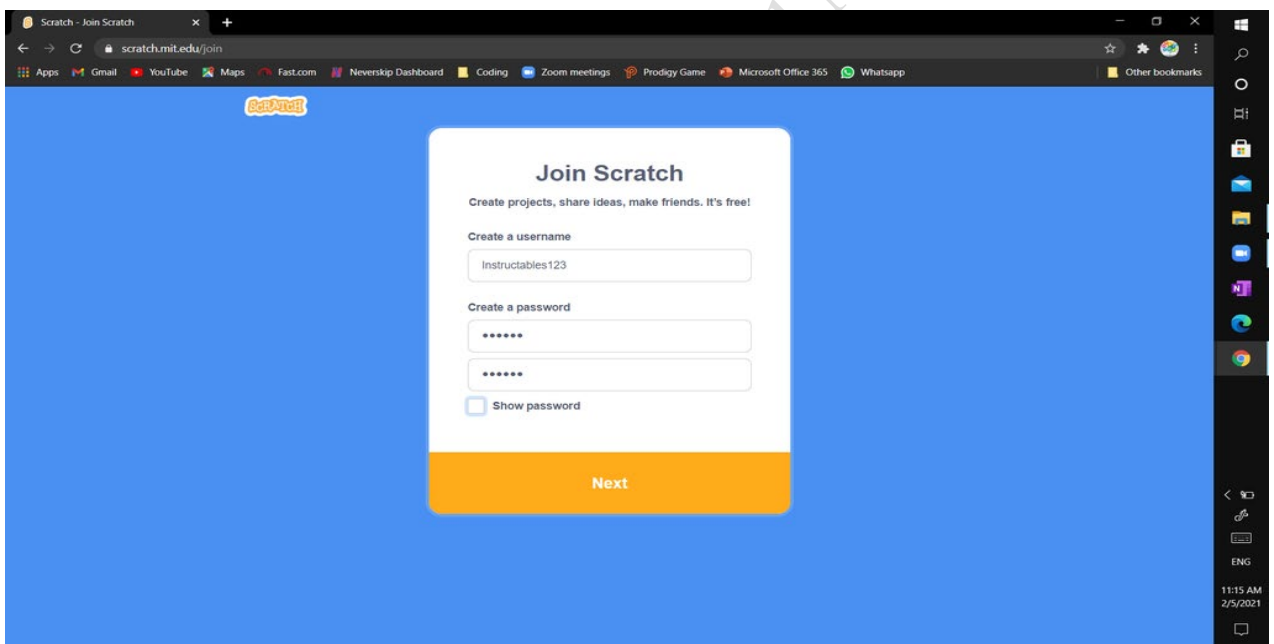 Scratch - Join Scratch
scratch.mit.edu/join
Apps Gmail YouTube Maps Fast.com Neverskip Dashboard Coding Zoom meetings Prodigy Game Microsoft Office 365 Whatsapp Other bookmarks
SCRATCH
Join Scratch
Create projects, share ideas, make friends. It's free!
Create a username
Instructables123
Create a password
••••••
••••••
Show password
Next
ENG
11:15 AM
2/5/2021